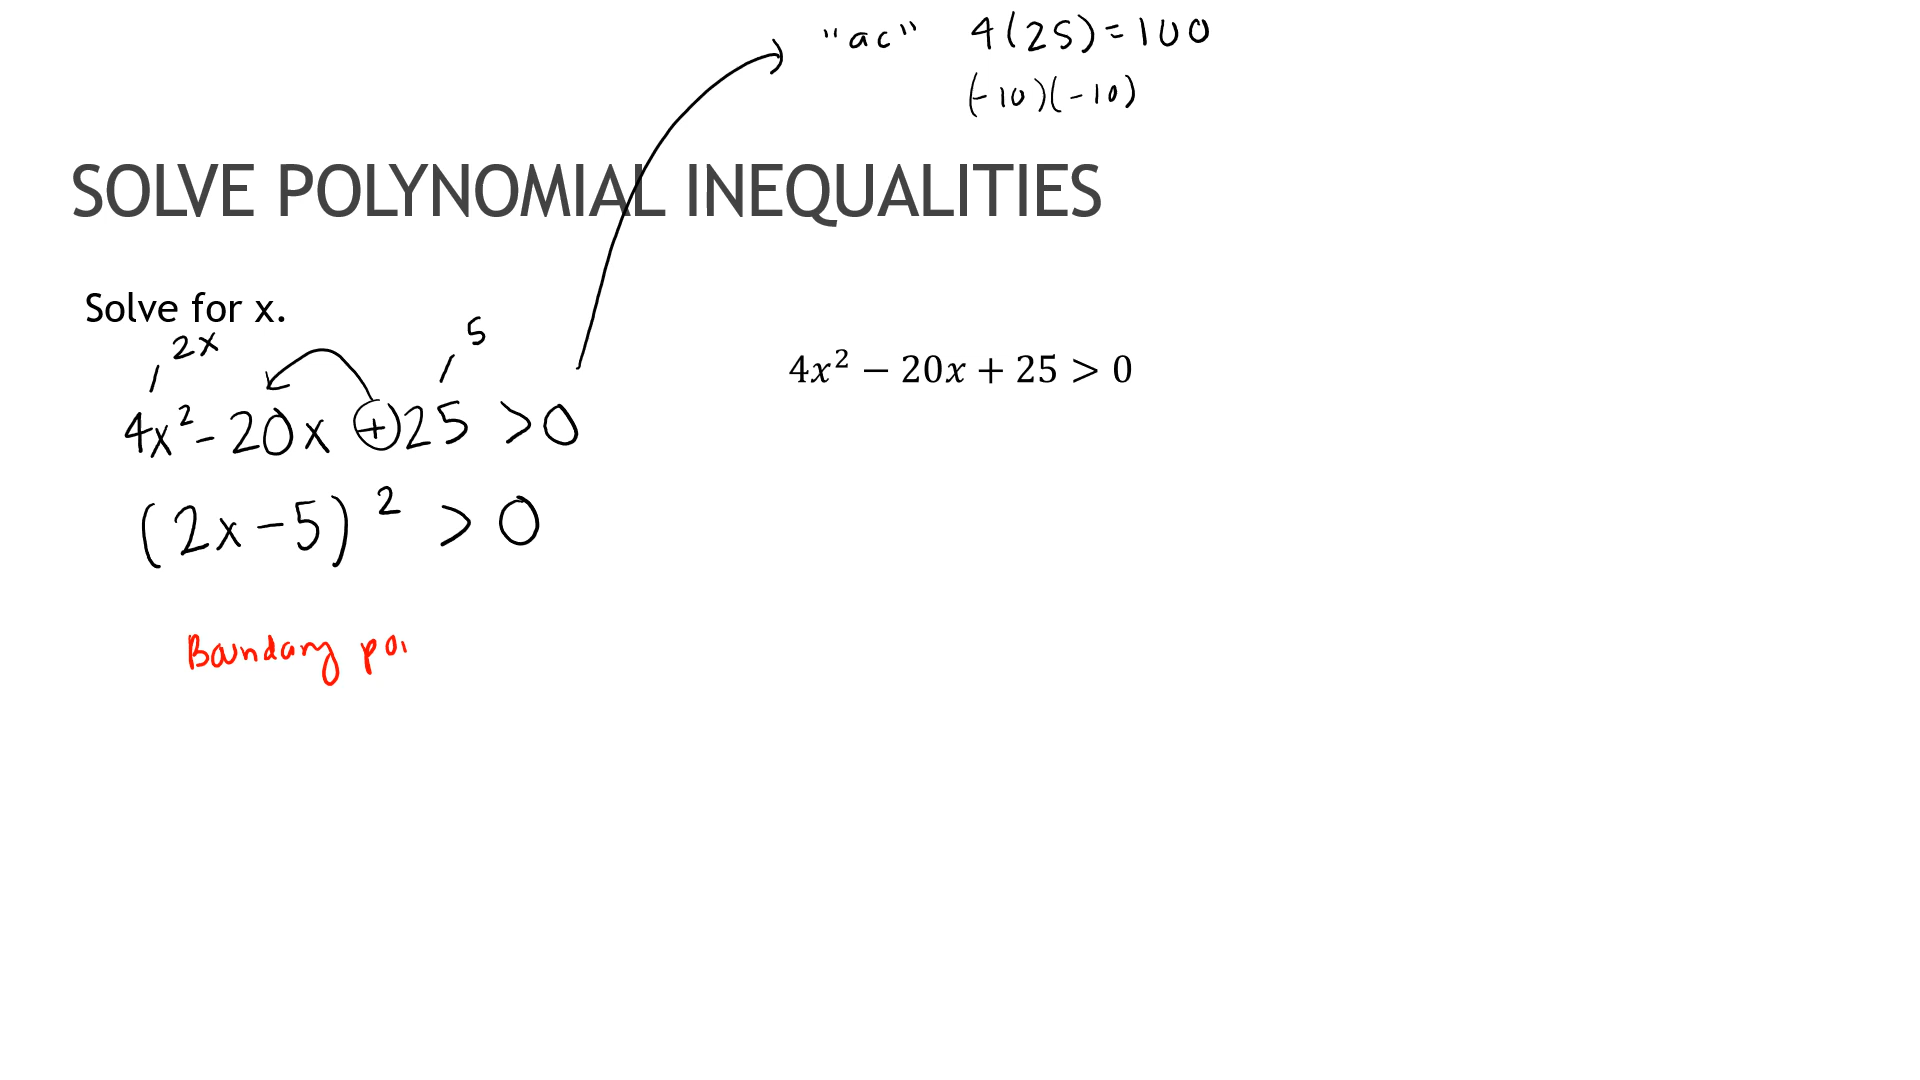 "ac" 4(25)=100
(-10)(-10)
SOLVE POLYNOMIAL INEQUALITIES
Solve for x.
2x 5
4x² - 20x + 25 > 0
4x² − 20x + 25 > 0
(2x-5)² > 0
Boundary poi